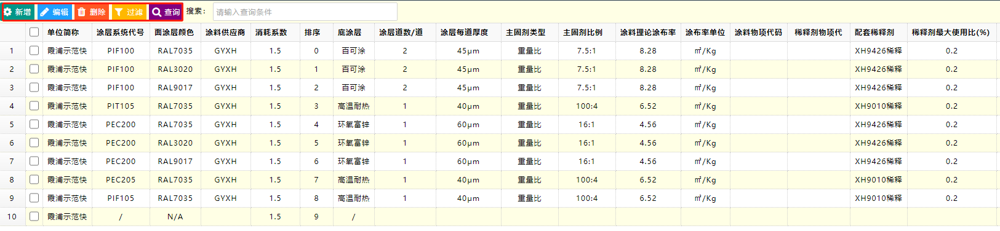 新增 编辑 删除 过滤 查询 搜索： 请输入查询条件
单位简称 涂层系统代号 面涂层颜色 涂料供应商 消耗系数 排序 底涂层 涂层道数/道 涂层每道厚度 主固剂类型 主固剂比例 涂料理论涂布率 涂布率单位 涂料物项代码 稀释剂物项代 配套稀释剂 稀释剂最大使用比(%)
1 霞浦示范快 PIF100 RAL7035 GYXH 1.5 0 百可涂 2 45μm 重量比 7.5:1 8.28 ㎡/Kg XH9426稀释 0.2
2 霞浦示范快 PIF100 RAL3020 GYXH 1.5 1 百可涂 2 45μm 重量比 7.5:1 8.28 ㎡/Kg XH9426稀释 0.2
3 霞浦示范快 PIF100 RAL9017 GYXH 1.5 2 百可涂 2 45μm 重量比 7.5:1 8.28 ㎡/Kg XH9426稀释 0.2
4 霞浦示范快 PIT105 RAL7035 GYXH 1.5 3 高温耐热 1 40μm 重量比 100:4 6.52 ㎡/Kg XH9010稀释 0.2
5 霞浦示范快 PEC200 RAL7035 GYXH 1.5 4 环氧富锌 1 60μm 重量比 16:1 4.56 ㎡/Kg XH9426稀释 0.2
6 霞浦示范快 PEC200 RAL3020 GYXH 1.5 5 环氧富锌 1 60μm 重量比 16:1 4.56 ㎡/Kg XH9426稀释 0.2
7 霞浦示范快 PEC200 RAL9017 GYXH 1.5 6 环氧富锌 1 60μm 重量比 16:1 4.56 ㎡/Kg XH9426稀释 0.2
8 霞浦示范快 PEC205 RAL7035 GYXH 1.5 7 高温耐热 1 40μm 重量比 100:4 6.52 ㎡/Kg XH9010稀释 0.2
9 霞浦示范快 PIF105 RAL7035 GYXH 1.5 8 高温耐热 1 40μm 重量比 100:4 6.52 ㎡/Kg XH9010稀释 0.2
10 霞浦示范快 / N/A 1.5 9 /